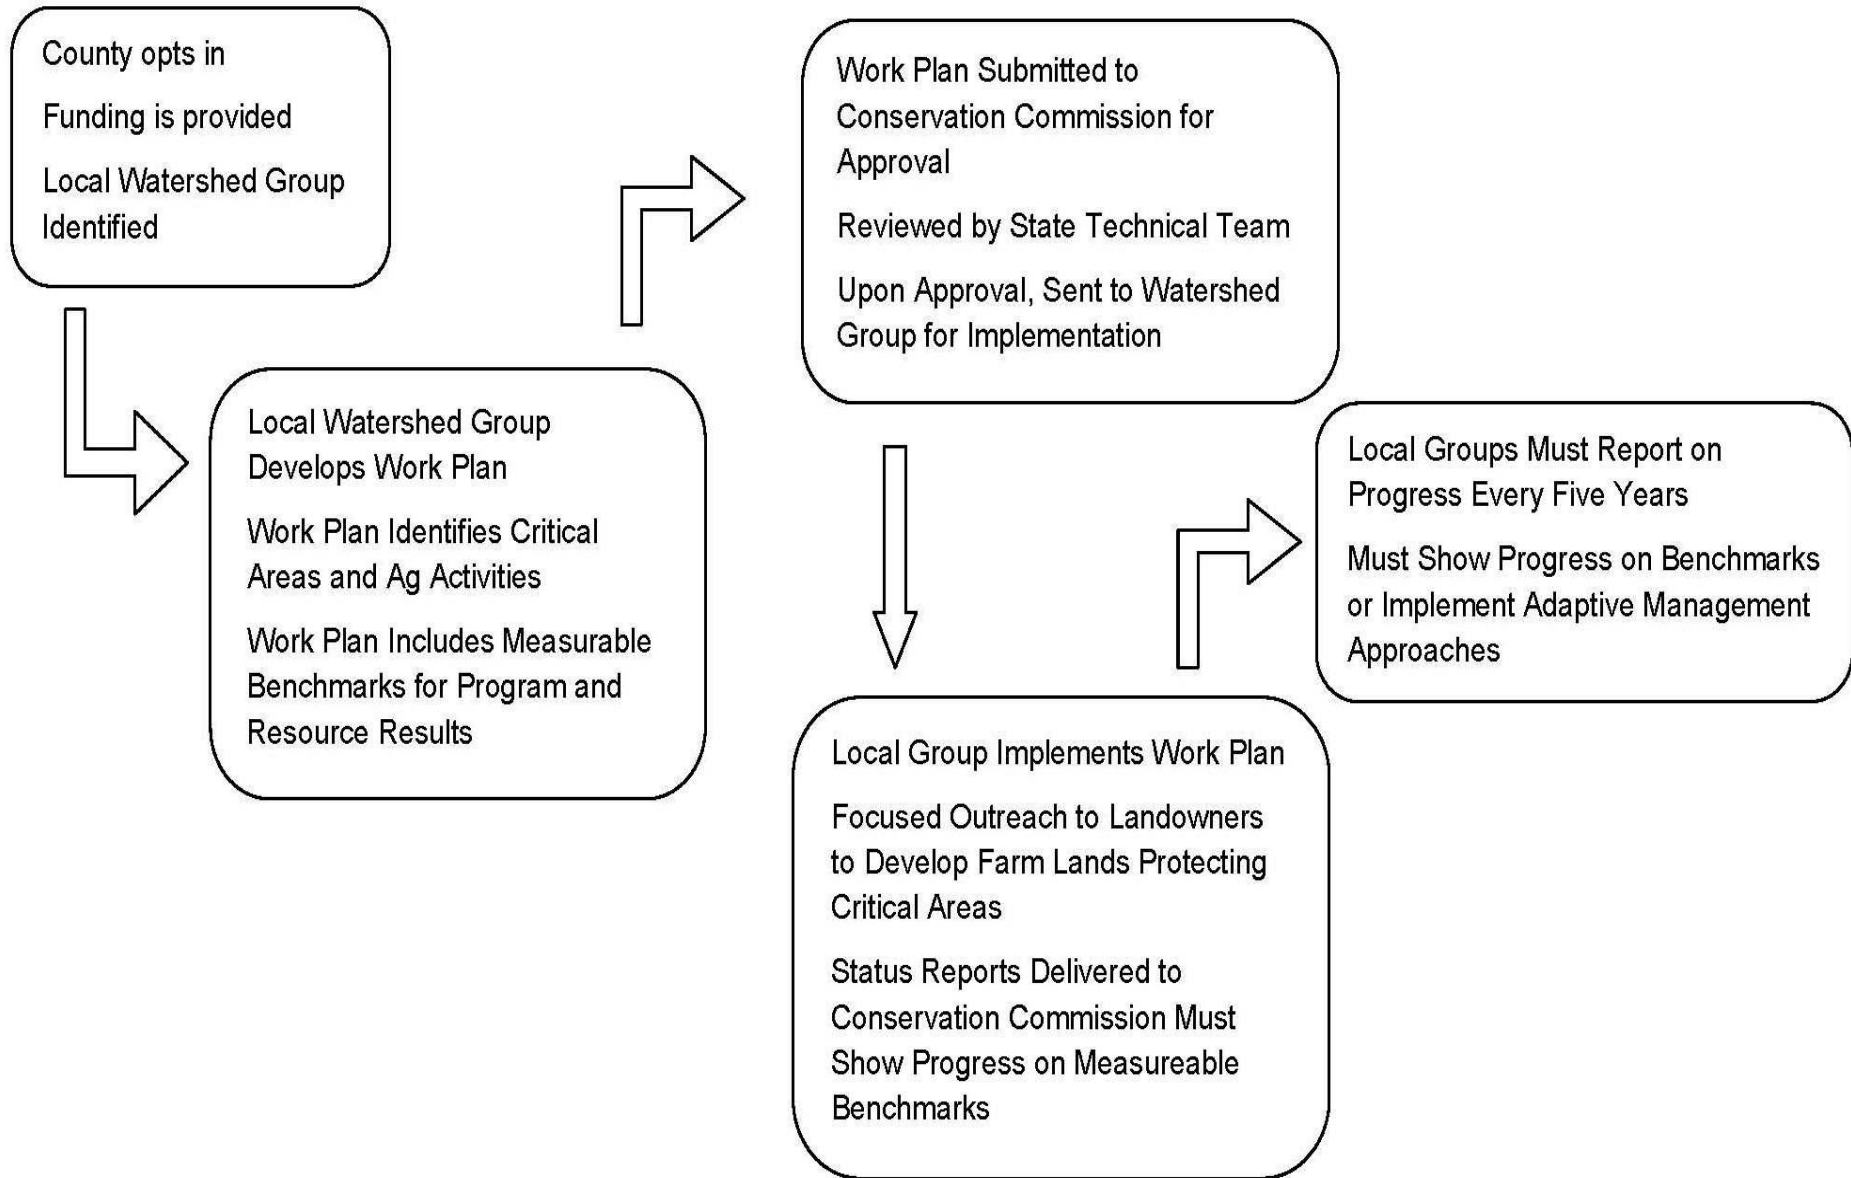 County opts in
Funding is provided
Local Watershed Group
Identified
Local Watershed Group
Develops Work Plan
Work Plan Identifies Critical
Areas and Ag Activities
Work Plan Includes Measurable
Benchmarks for Program and
Resource Results
Work Plan Submitted to
Conservation Commission for
Approval
Reviewed by State Technical Team
Upon Approval, Sent to Watershed
Group for Implementation
Local Group Implements Work Plan
Focused Outreach to Landowners
to Develop Farm Lands Protecting
Critical Areas
Status Reports Delivered to
Conservation Commission Must
Show Progress on Measureable
Benchmarks
Local Groups Must Report on
Progress Every Five Years
Must Show Progress on Benchmarks
or Implement Adaptive Management
Approaches